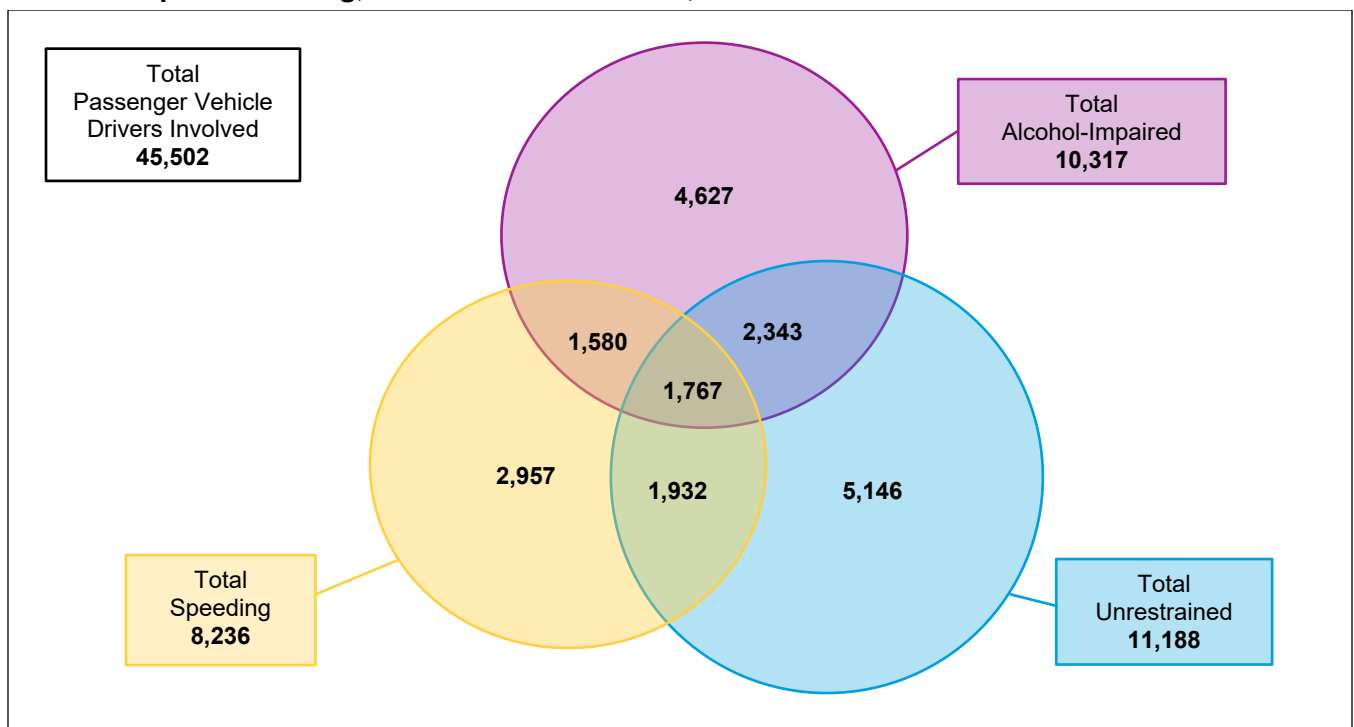 Total
Passenger Vehicle
Drivers Involved
45,502
Total
Alcohol-Impaired
10,317
4,627
1,580
2,343
1,767
2,957
1,932
5,146
Total
Speeding
8,236
Total
Unrestrained
11,188